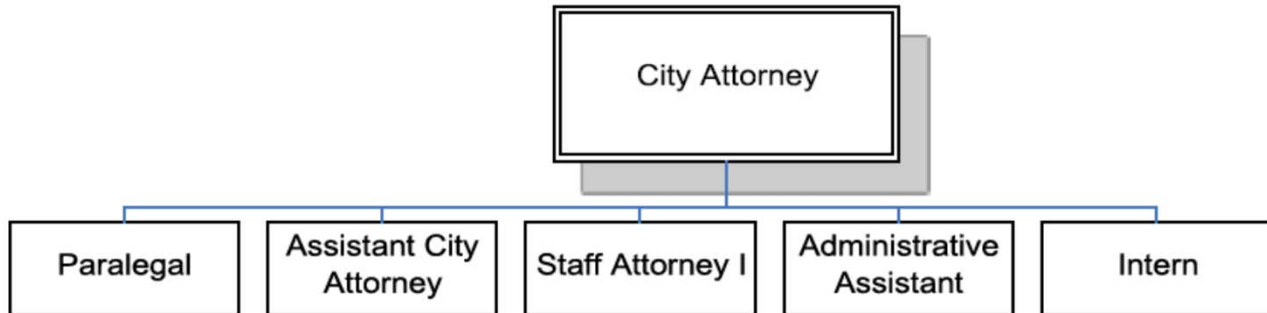 City Attorney
Paralegal
Assistant City
Attorney
Staff Attorney I
Administrative
Assistant
Intern